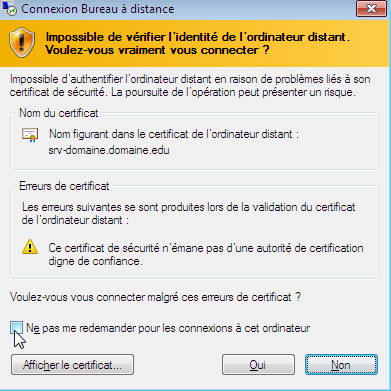 Connexion Bureau à distance
Impossible de vérifier l'identité de l'ordinateur distant.
Voulez-vous vraiment vous connecter ?
Impossible d'authentifier l'ordinateur distant en raison de problèmes liés à son
certificat de sécurité. La poursuite de l'opération peut présenter un risque.
Nom du certificat
Nom figurant dans le certificat de l'ordinateur distant :
srv-domaine.domaine.edu
Erreurs de certificat
Les erreurs suivantes se sont produites lors de la validation du certificat
de l'ordinateur distant :
Ce certificat de sécurité n'émane pas d'une autorité de certification
digne de confiance.
Voulez-vous vous connecter malgré ces erreurs de certificat ?
Ne pas me redemander pour les connexions à cet ordinateur
Afficher le certificat...
Oui
Non